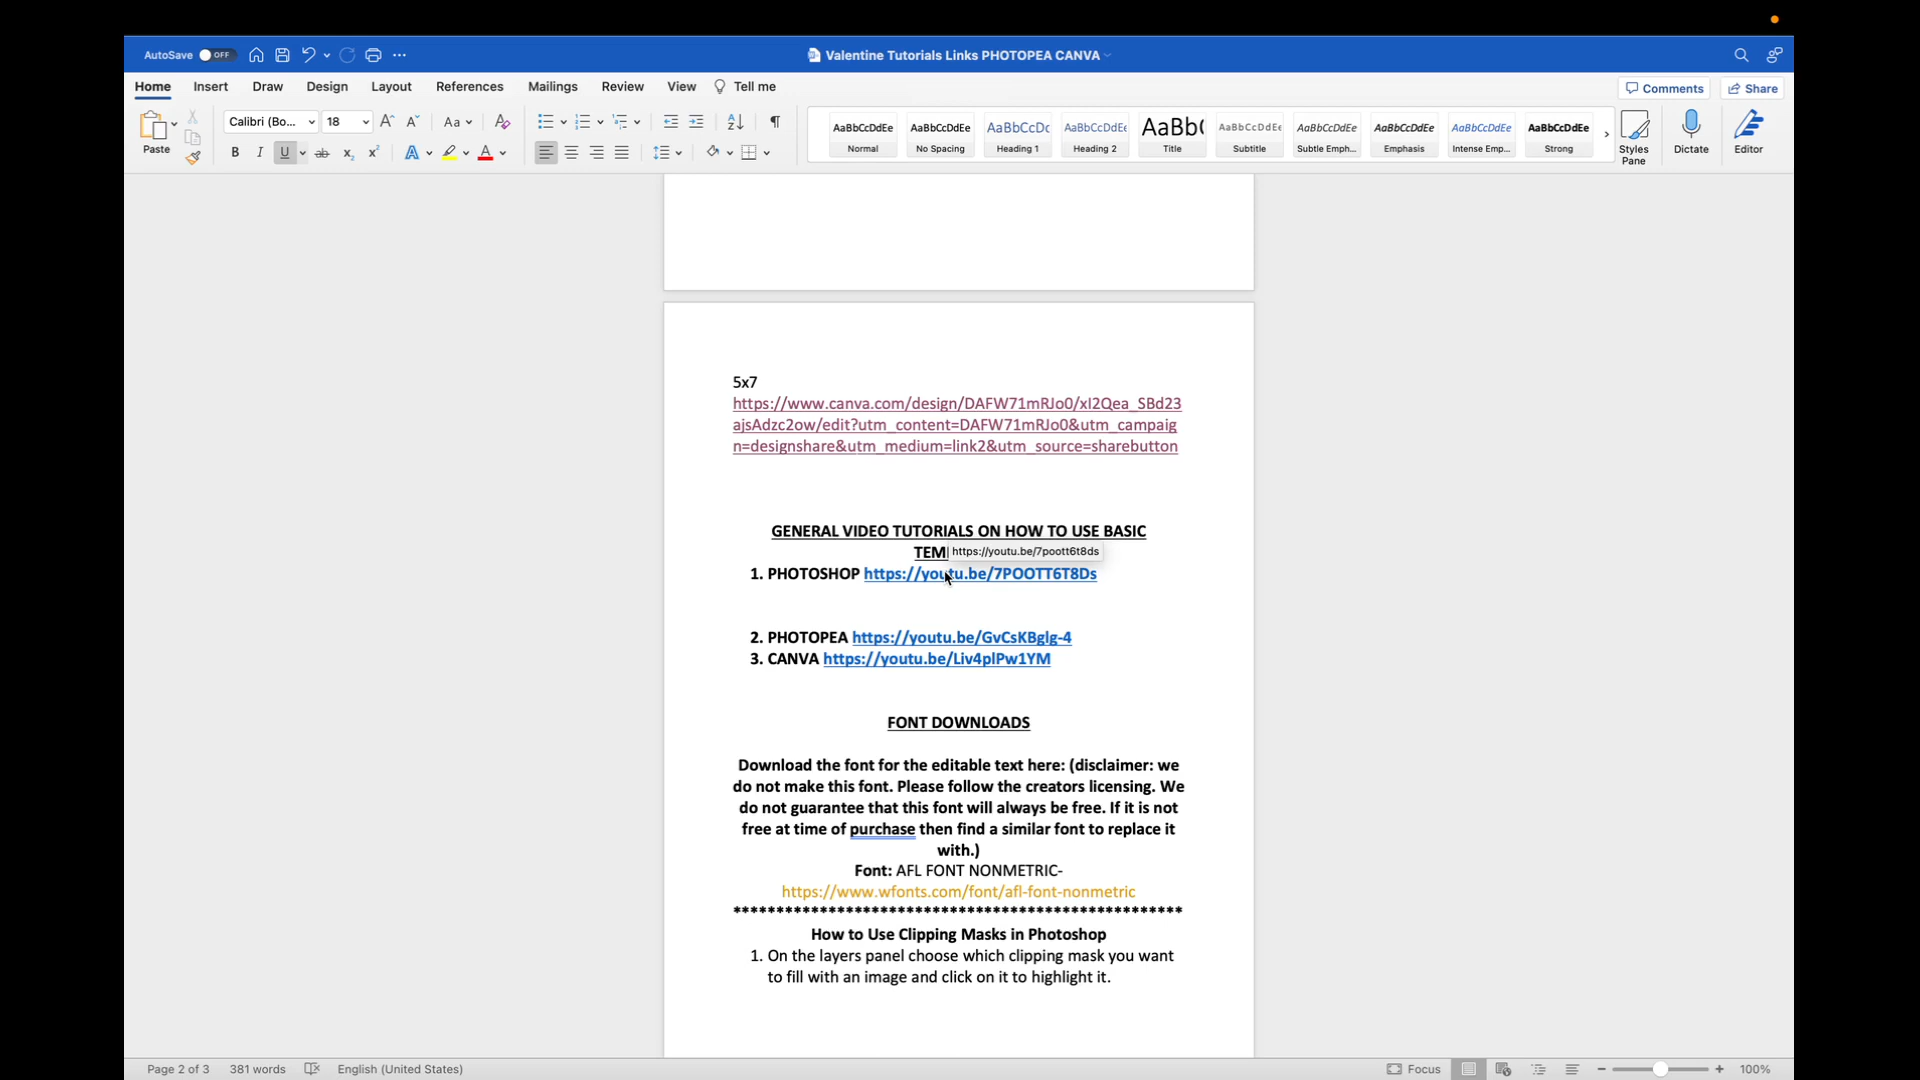 AutoSave OFF
Valentine Tutorials Links PHOTOPEA CANVA
Home Insert Draw Design Layout References Mailings Review View Tell me
Comments Share
Paste
Calibri (Bo... 18
AaBbCcDdEe AaBbCcDdEe AaBbCcDc AaBbCcDdEe AaBb( AaBbCcDdEe AaBbCcDdEe AaBbCcDdEe AaBbCcDdEe AaBbCcDdEe
Normal No Spacing Heading 1 Heading 2 Title Subtitle Subtle Emph... Emphasis Intense Emp... Strong
Styles Pane
Dictate
Editor
5x7
https://www.canva.com/design/DAFW71mRJo0/xI2Qea_SBd23
ajsAdzc2ow/edit?utm_content=DAFW71mRJo0&utm_campaig
n=designshare&utm_medium=link2&utm_source=sharebutton
GENERAL VIDEO TUTORIALS ON HOW TO USE BASIC
TEM
https://youtu.be/7poott6t8ds
1. PHOTOSHOP https://youtu.be/7POOTT6T8Ds
2. PHOTOPEA https://youtu.be/GvCsKBglg-4
3. CANVA https://youtu.be/Liv4plPw1YM
FONT DOWNLOADS
Download the font for the editable text here: (disclaimer: we
do not make this font. Please follow the creators licensing. We
do not guarantee that this font will always be free. If it is not
free at time of purchase then find a similar font to replace it
with.)
Font: AFL FONT NONMETRIC-
https://www.wfonts.com/font/afl-font-nonmetric
****************************************************
How to Use Clipping Masks in Photoshop
1. On the layers panel choose which clipping mask you want
to fill with an image and click on it to highlight it.
Page 2 of 3 381 words English (United States) Focus 100%